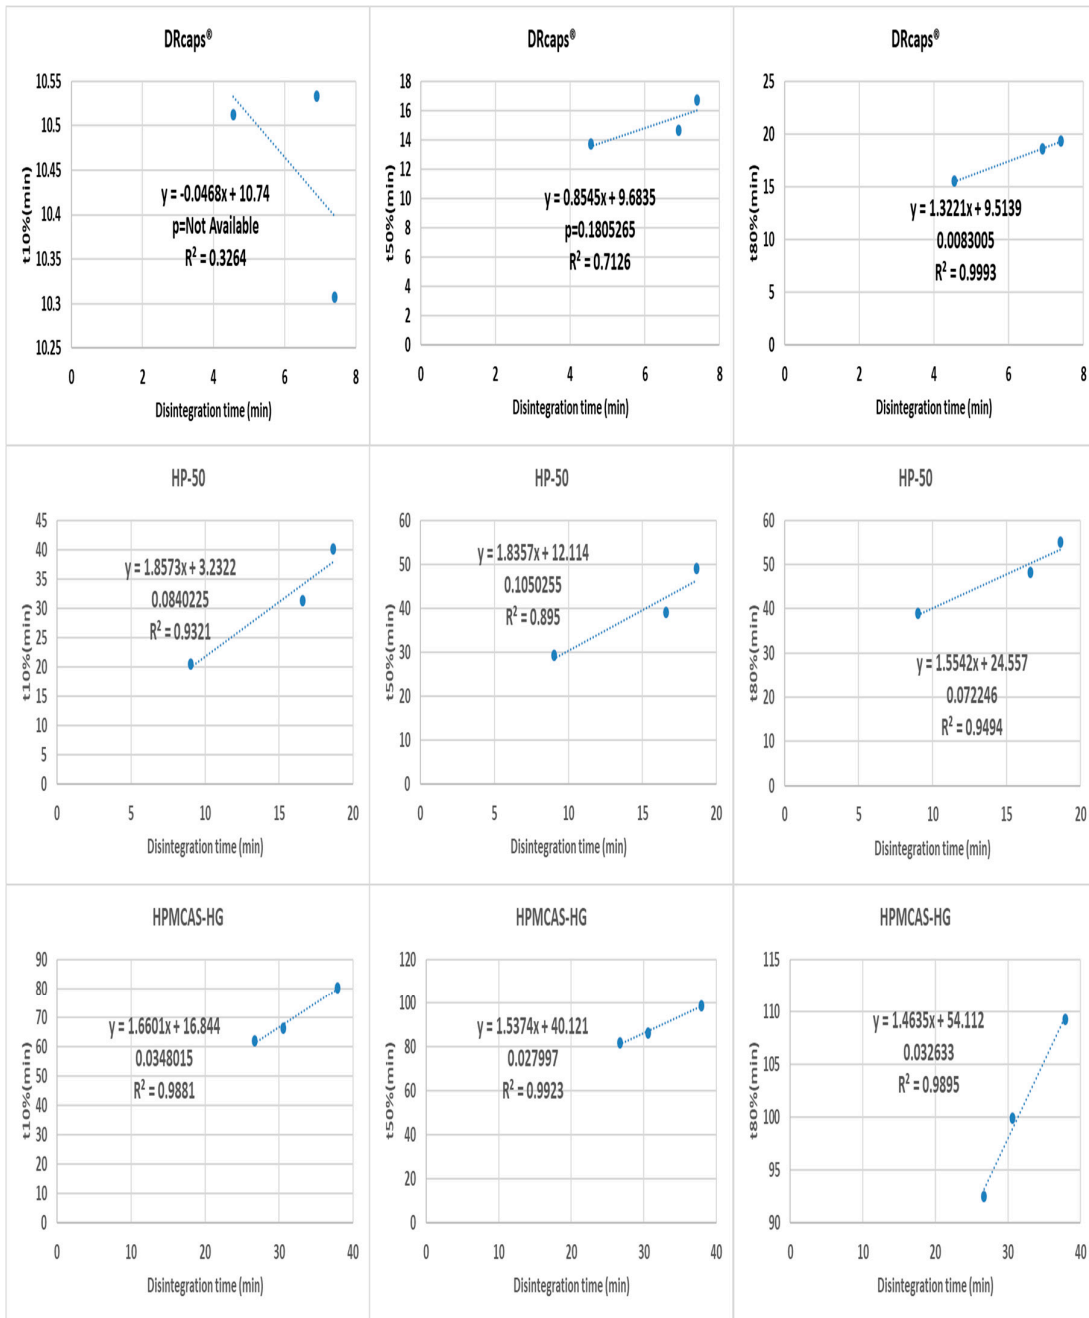 DRcaps®
t10%(min)
10.55
10.5
10.45
10.4
10.35
10.3
10.25
y = -0.0468x + 10.74
p=Not Available
R² = 0.3264
0 2 4 6 8
Disintegration time (min)
DRcaps®
t50%(min)
18
16
14
12
10
8
6
4
2
0
y = 0.8545x + 9.6835
p=0.1805265
R² = 0.7126
0 2 4 6 8
Disintegration time (min)
DRcaps®
t80%(min)
25
20
15
10
5
0
y = 1.3221x + 9.5139
0.0083005
R² = 0.9993
0 2 4 6 8
Disintegration time (min)
HP-50
t10%(min)
45
40
35
30
25
20
15
10
5
0
y = 1.8573x + 3.2322
0.0840225
R² = 0.9321
0 5 10 15 20
Disintegration time (min)
HP-50
t50%(min)
60
50
40
30
20
10
0
y = 1.8357x + 12.114
0.1050255
R² = 0.895
0 5 10 15 20
Disintegration time (min)
HP-50
t80%(min)
60
50
40
30
20
10
0
y = 1.5542x + 24.557
0.072246
R² = 0.9494
0 5 10 15 20
Disintegration time (min)
HPMCAS-HG
t10%(min)
90
80
70
60
50
40
30
20
10
0
y = 1.6601x + 16.844
0.0348015
R² = 0.9881
0 10 20 30 40
Disintegration time (min)
HPMCAS-HG
t50%(min)
120
100
80
60
40
20
0
y = 1.5374x + 40.121
0.027997
R² = 0.9923
0 10 20 30 40
Disintegration time (min)
HPMCAS-HG
t80%(min)
115
110
105
100
95
90
y = 1.4635x + 54.112
0.032633
R² = 0.9895
0 10 20 30 40
Disintegration time (min)